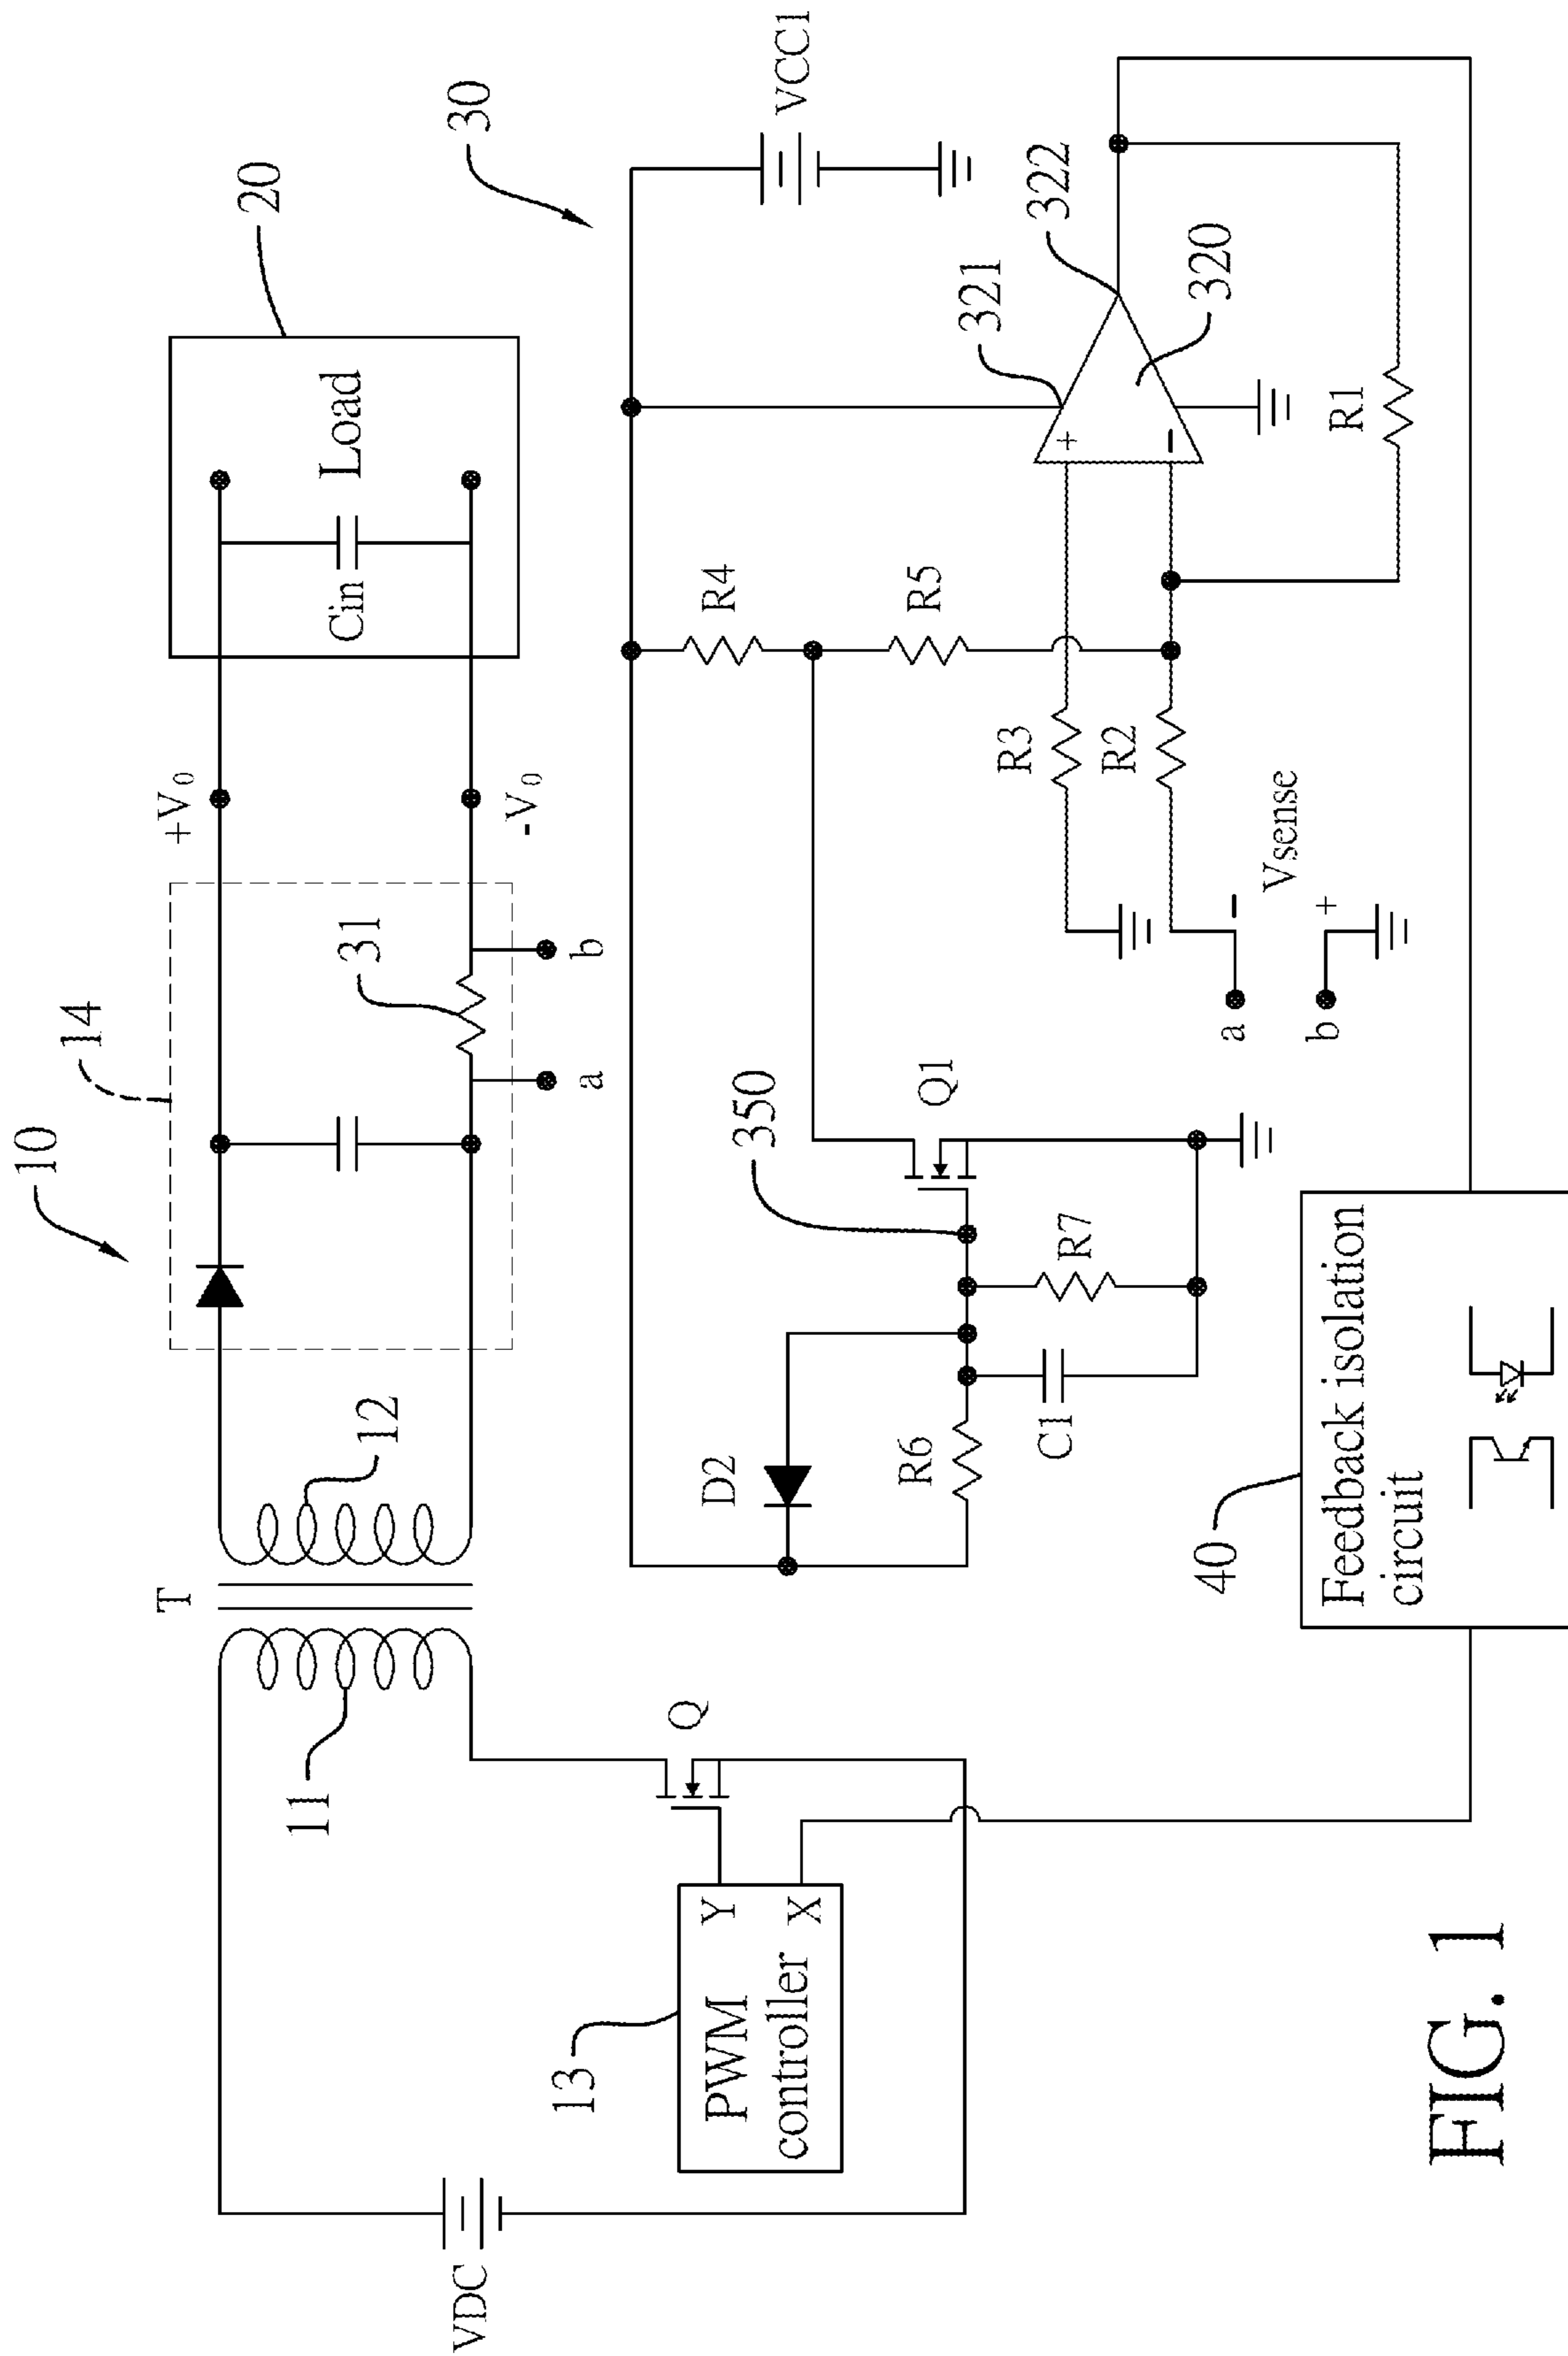 10
14
20
+V0
Load
Cin
T
12
11
31
a
b
-V0
30
VCC1
VDC
Q
13
PWM
controller
Y
X
D2
R6
C1
R7
350
Q1
R4
R5
R3
R2
321
322
320
+
-
a
-
Vsense
b
+
R1
40
Feedback isolation
circuit
FIG. 1